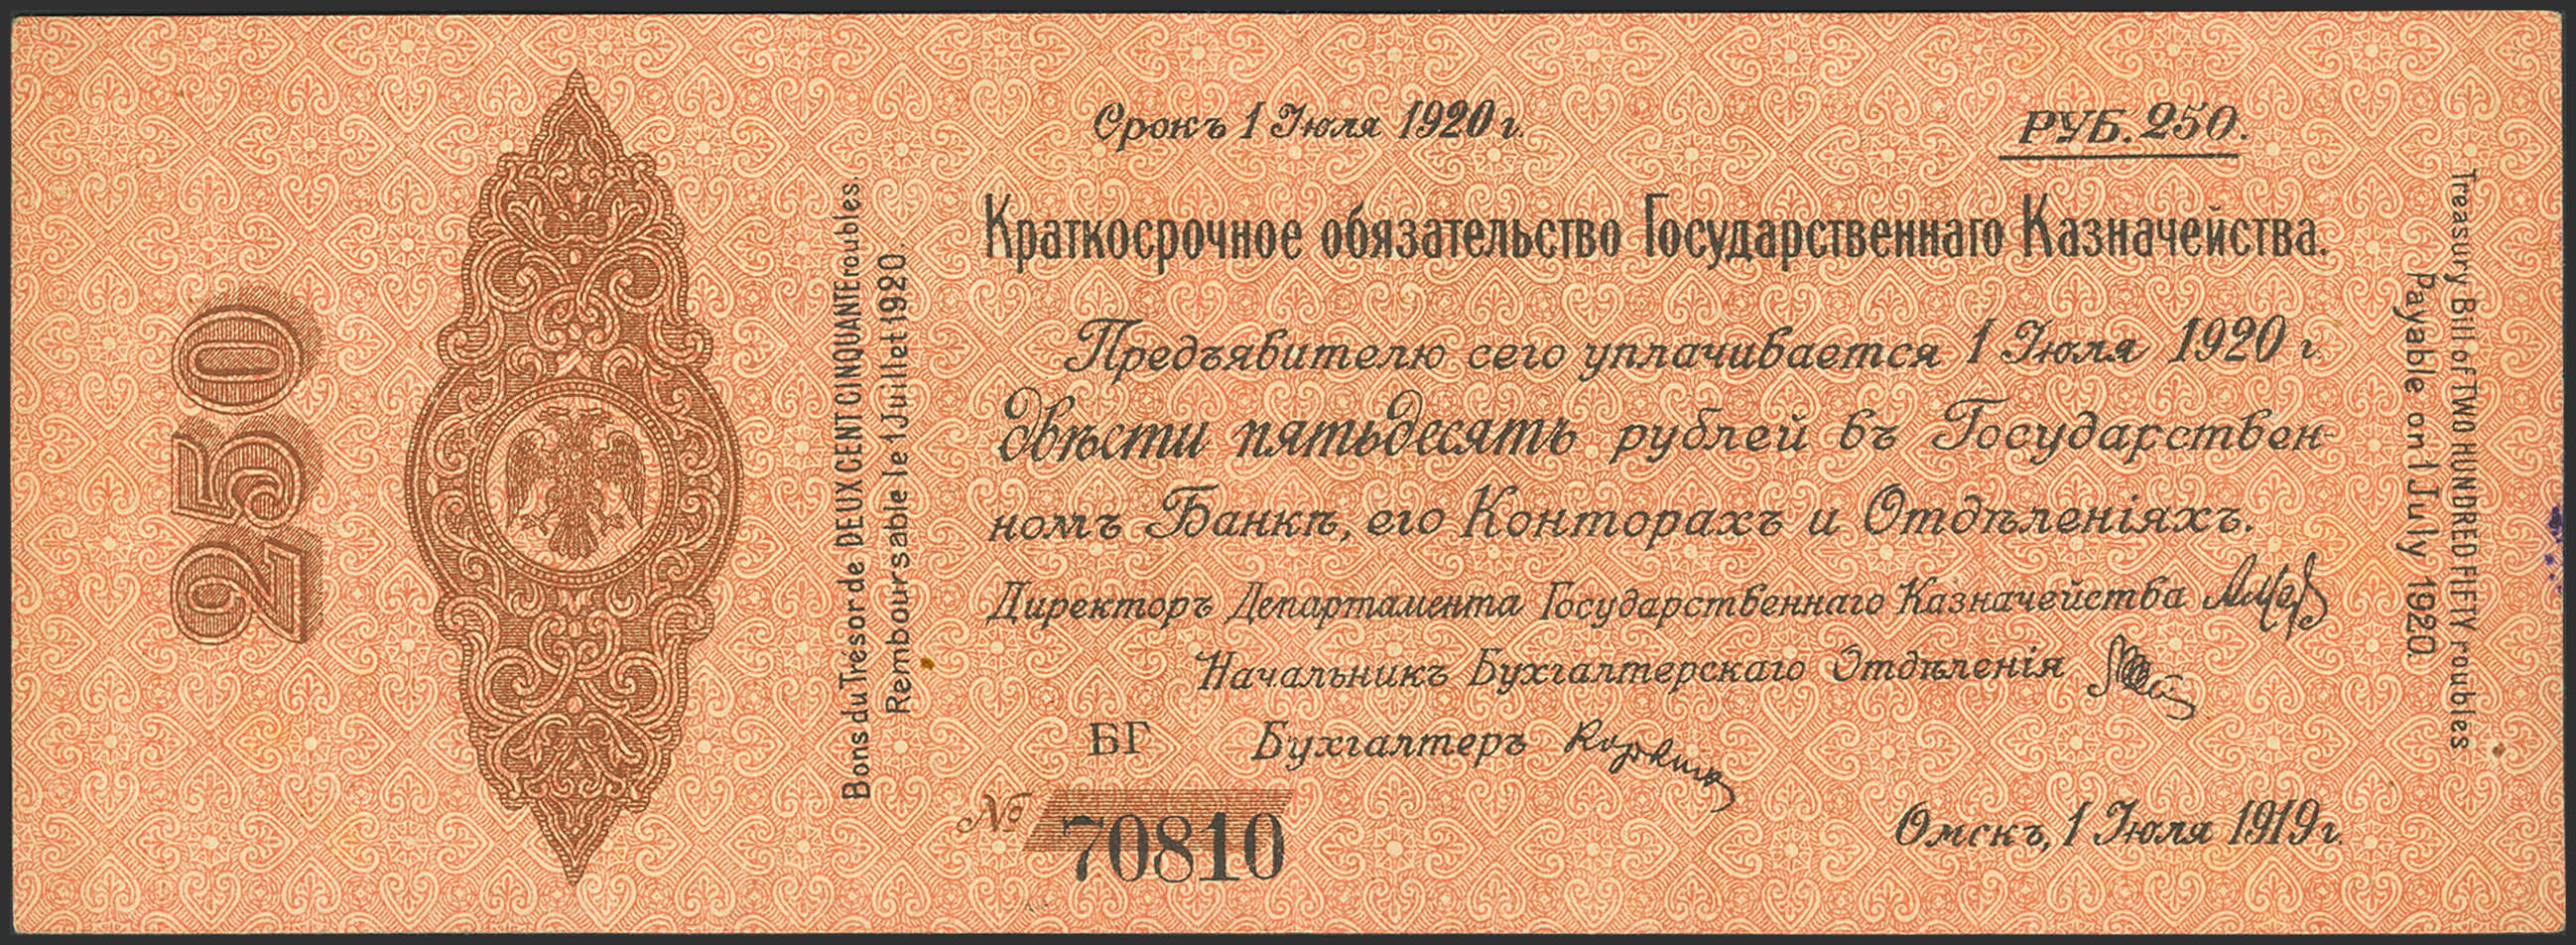 250
Bons du Trésor de DEUX CENT CINQUANTE roubles.
Remboursable le 1 Juillet 1920.
Срокъ 1 Іюля 1920 г.
РУБ. 250.
Краткосрочное обязательство Государственнаго Казначейства.
Предъявителю сего уплачивается 1 Іюля 1920 г.
двѣсти пятьдесятъ рублей въ Государствен-
номъ Банкѣ, его Конторахъ и Отдѣленіяхъ.
Директоръ Департамента Государственнаго Казначейства
Начальникъ Бухгалтерскаго Отдѣленія
БГ Бухгалтеръ
№ 70810
Омскъ, 1 Іюля 1919 г.
Treasury Bill of TWO HUNDRED FIFTY roubles
Payable on 1 July 1920.